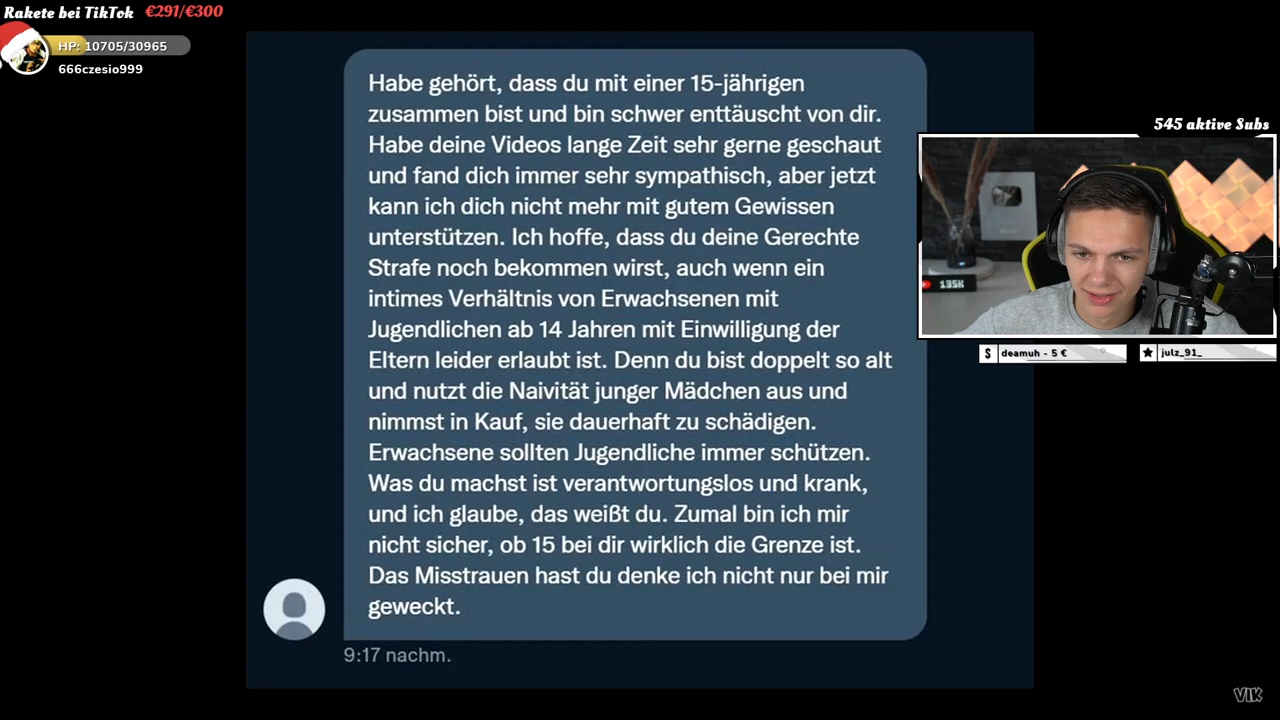 Rakete bei TikTok €291/€300
HP: 10705/30965
666czesio999
Habe gehört, dass du mit einer 15-jährigen
zusammen bist und bin schwer enttäuscht von dir.
Habe deine Videos lange Zeit sehr gerne geschaut
und fand dich immer sehr sympathisch, aber jetzt
kann ich dich nicht mehr mit gutem Gewissen
unterstützen. Ich hoffe, dass du deine Gerechte
Strafe noch bekommen wirst, auch wenn ein
intimes Verhältnis von Erwachsenen mit
Jugendlichen ab 14 Jahren mit Einwilligung der
Eltern leider erlaubt ist. Denn du bist doppelt so alt
und nutzt die Naivität junger Mädchen aus und
nimmst in Kauf, sie dauerhaft zu schädigen.
Erwachsene sollten Jugendliche immer schützen.
Was du machst ist verantwortungslos und krank,
und ich glaube, das weißt du. Zumal bin ich mir
nicht sicher, ob 15 bei dir wirklich die Grenze ist.
Das Misstrauen hast du denke ich nicht nur bei mir
geweckt.
9:17 nachm.
545 aktive Subs
135K
$ deamuh - 5 €
julz_91_
VIK